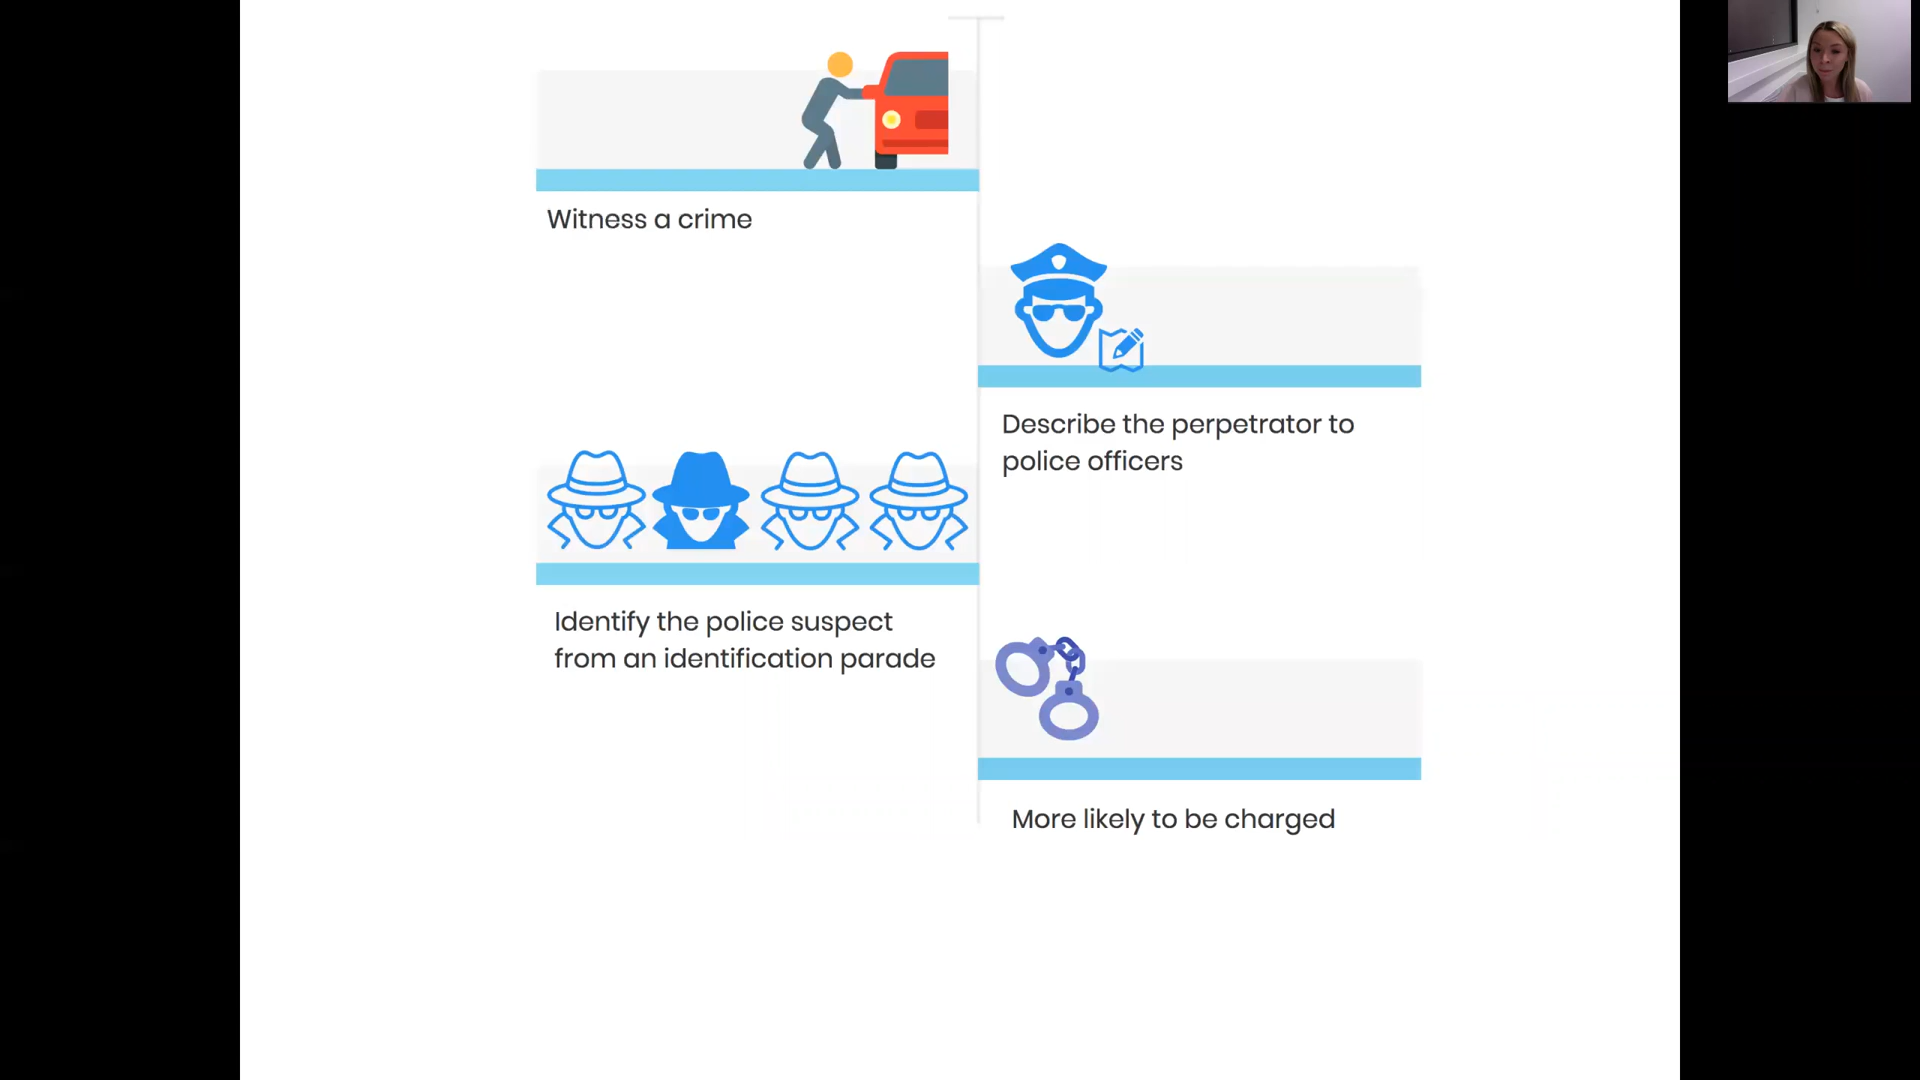 Witness a crime
Describe the perpetrator to
police officers
Identify the police suspect
from an identification parade
More likely to be charged